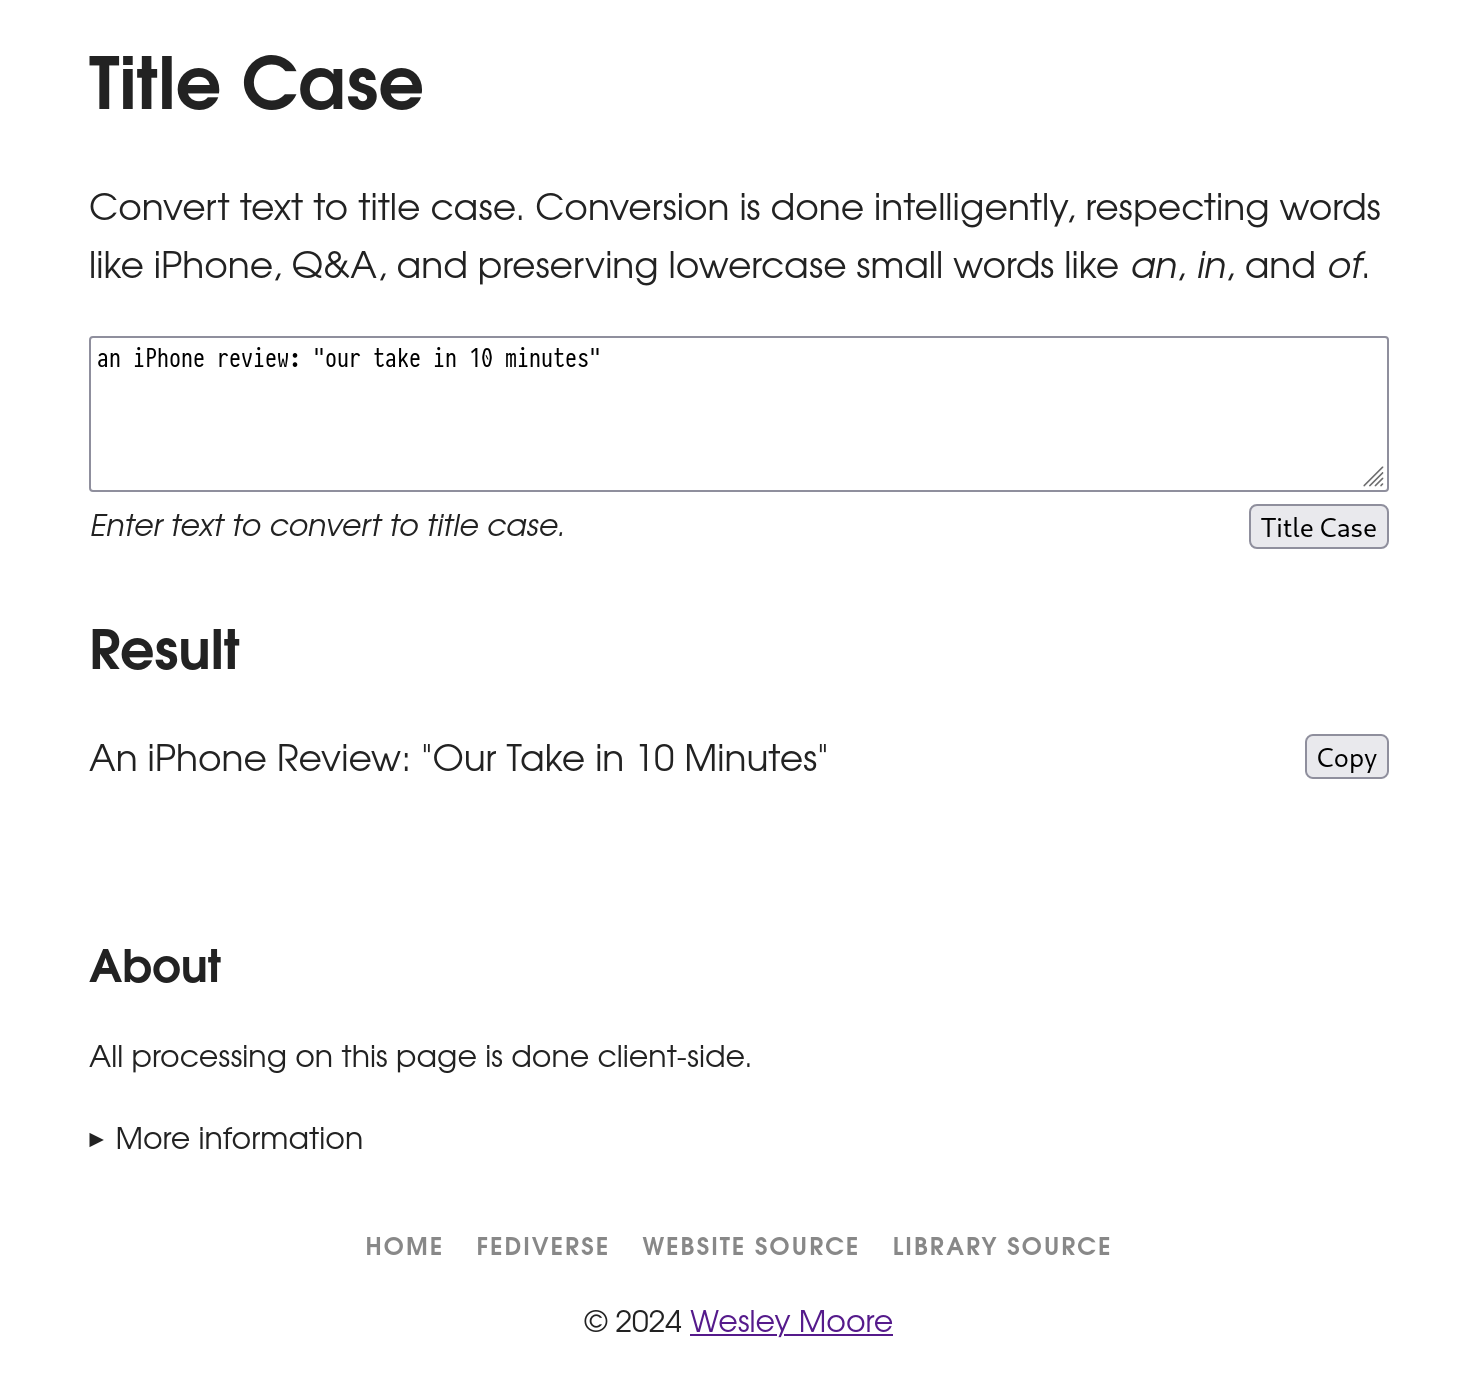 Title Case
Convert text to title case. Conversion is done intelligently, respecting words
like iPhone, Q&A, and preserving lowercase small words like an, in, and of.
an iPhone review: "our take in 10 minutes"
Enter text to convert to title case.
Title Case
Result
An iPhone Review: "Our Take in 10 Minutes"
Copy
About
All processing on this page is done client-side.
▸ More information
HOME FEDIVERSE WEBSITE SOURCE LIBRARY SOURCE
© 2024 Wesley Moore